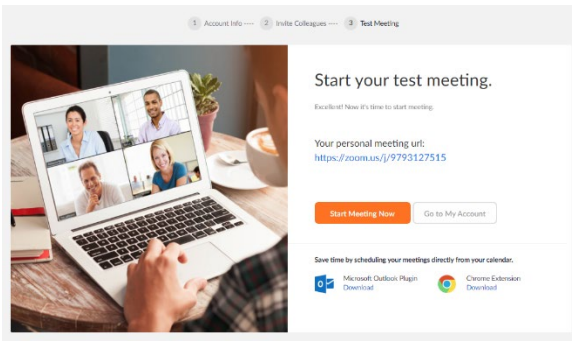 1 Account Info ---- 2 Invite Colleagues ---- 3 Test Meeting
Start your test meeting.
Excellent! Now it's time to start meeting.
Your personal meeting url:
https://zoom.us/j/9793127515
Start Meeting Now
Go to My Account
Save time by scheduling your meetings directly from your calendar.
Microsoft Outlook Plugin
Download
Chrome Extension
Download